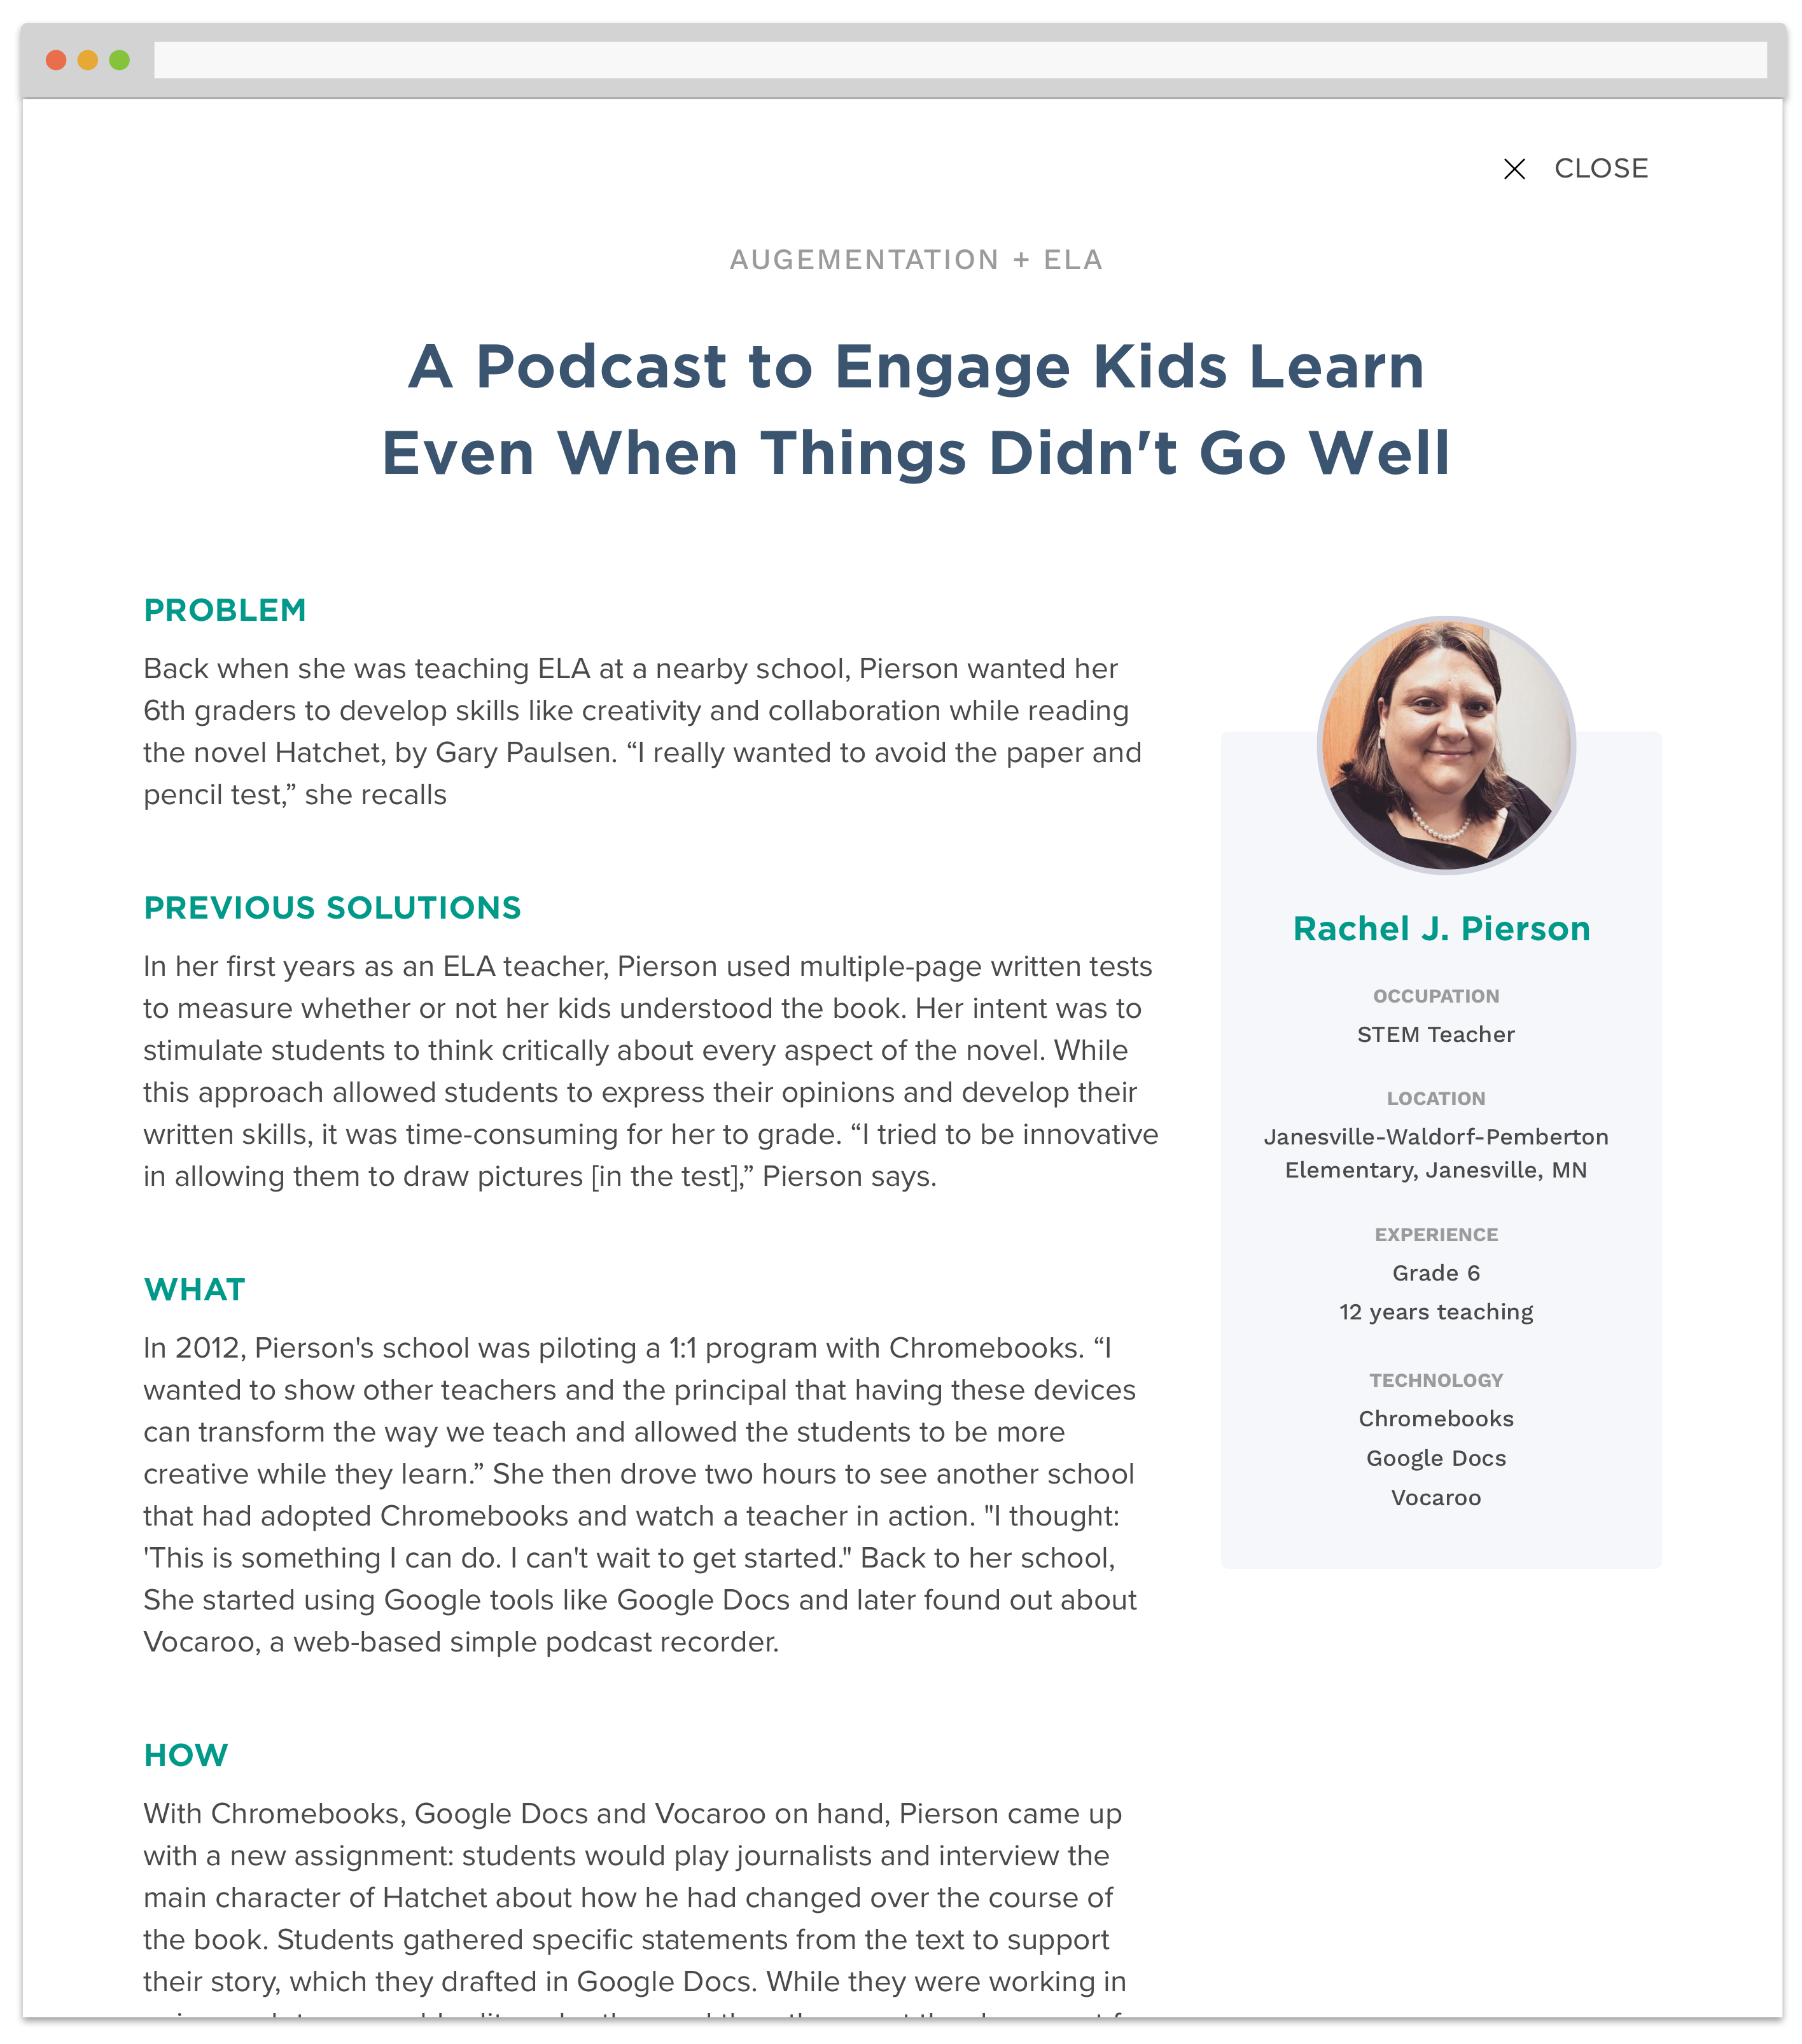 CLOSE
AUGEMENTATION + ELA
A Podcast to Engage Kids Learn
Even When Things Didn't Go Well
PROBLEM
Back when she was teaching ELA at a nearby school, Pierson wanted her
6th graders to develop skills like creativity and collaboration while reading
the novel Hatchet, by Gary Paulsen. “I really wanted to avoid the paper and
pencil test,” she recalls
PREVIOUS SOLUTIONS
In her first years as an ELA teacher, Pierson used multiple-page written tests
to measure whether or not her kids understood the book. Her intent was to
stimulate students to think critically about every aspect of the novel. While
this approach allowed students to express their opinions and develop their
written skills, it was time-consuming for her to grade. “I tried to be innovative
in allowing them to draw pictures [in the test],” Pierson says.
WHAT
In 2012, Pierson's school was piloting a 1:1 program with Chromebooks. “I
wanted to show other teachers and the principal that having these devices
can transform the way we teach and allowed the students to be more
creative while they learn.” She then drove two hours to see another school
that had adopted Chromebooks and watch a teacher in action. "I thought:
'This is something I can do. I can't wait to get started." Back to her school,
She started using Google tools like Google Docs and later found out about
Vocaroo, a web-based simple podcast recorder.
HOW
With Chromebooks, Google Docs and Vocaroo on hand, Pierson came up
with a new assignment: students would play journalists and interview the
main character of Hatchet about how he had changed over the course of
the book. Students gathered specific statements from the text to support
their story, which they drafted in Google Docs. While they were working in
Rachel J. Pierson
OCCUPATION
STEM Teacher
LOCATION
Janesville-Waldorf-Pemberton
Elementary, Janesville, MN
EXPERIENCE
Grade 6
12 years teaching
TECHNOLOGY
Chromebooks
Google Docs
Vocaroo